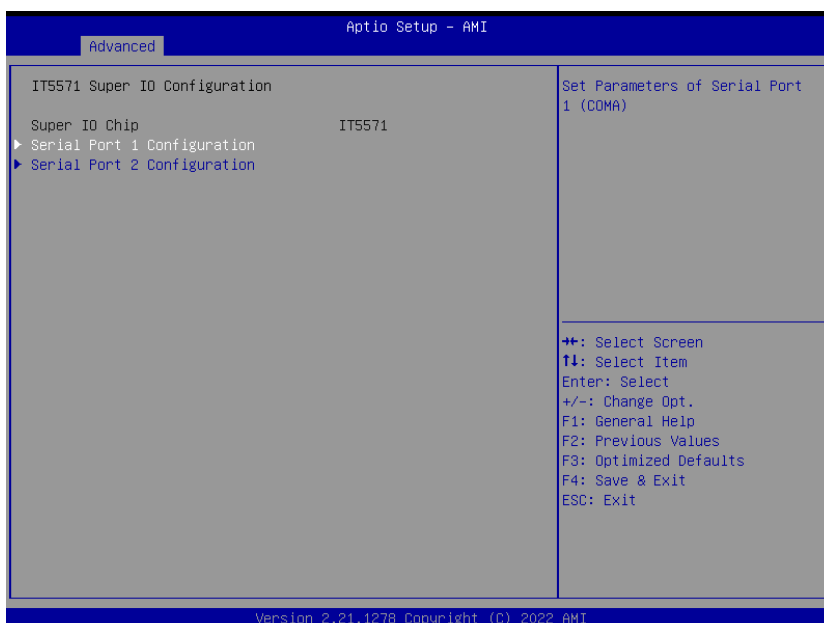 Aptio Setup – AMI
Advanced
IT5571 Super IO Configuration
Super IO Chip IT5571
Serial Port 1 Configuration
Serial Port 2 Configuration
Set Parameters of Serial Port
1 (COMA)
→←: Select Screen
↑↓: Select Item
Enter: Select
+/-: Change Opt.
F1: General Help
F2: Previous Values
F3: Optimized Defaults
F4: Save & Exit
ESC: Exit
Version 2.21.1278 Copyright (C) 2022 AMI